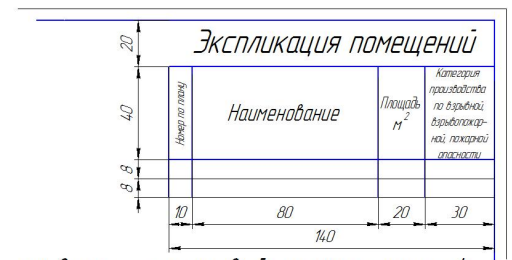 Экспликация помещений
20
40
8
8
Номер по плану
Наименование
Площадь
м2
Категория
производства
по взрывной,
взрывопожар-
ной, пожарной
опасности
10
80
20
30
140